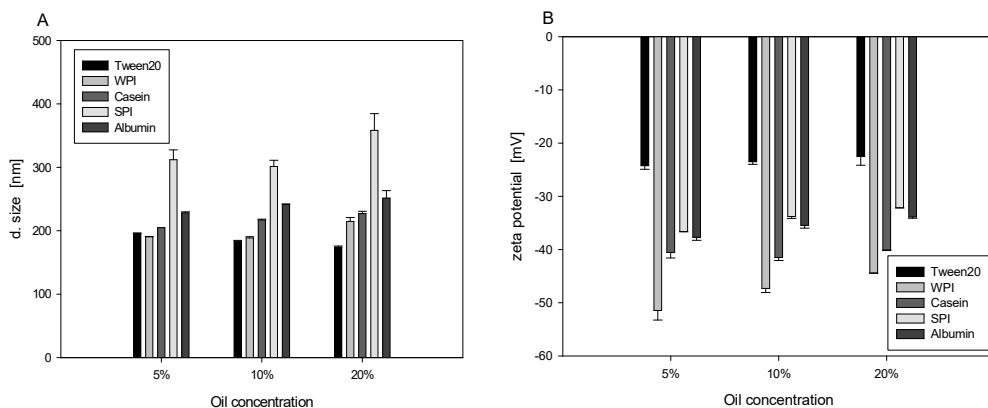 A
500
400
300
200
100
0
d. size [nm]
Tween20
WPI
Casein
SPI
Albumin
5%
10%
20%
Oil concentration
B
0
-10
-20
-30
-40
-50
-60
zeta potential [mV]
Tween20
WPI
Casein
SPI
Albumin
5%
10%
20%
Oil concentration